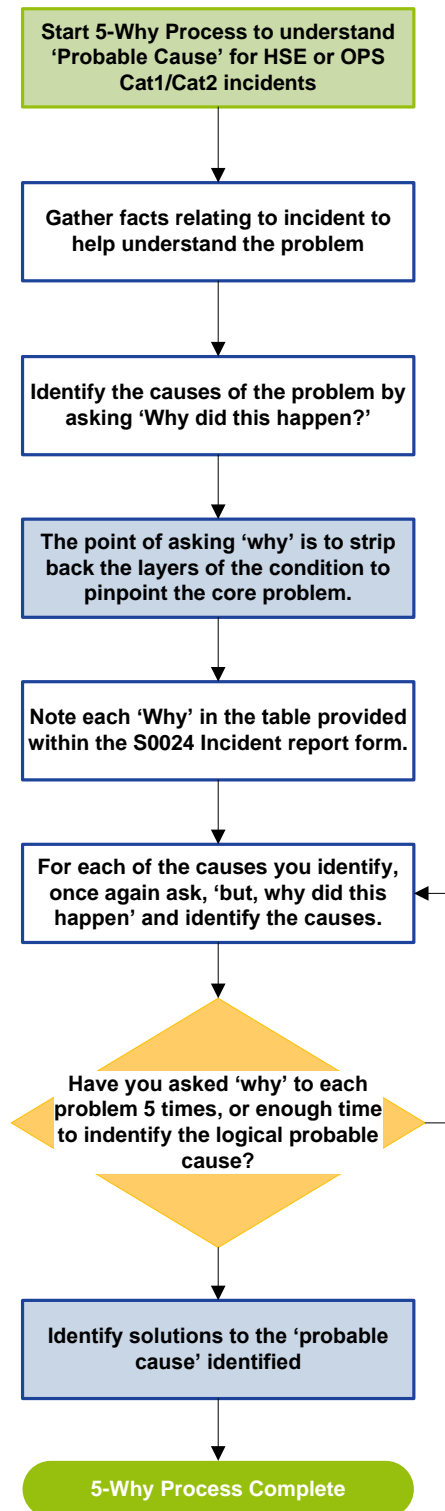 Start 5-Why Process to understand
‘Probable Cause’ for HSE or OPS
Cat1/Cat2 incidents
Gather facts relating to incident to
help understand the problem
Identify the causes of the problem by
asking ‘Why did this happen?’
The point of asking ‘why’ is to strip
back the layers of the condition to
pinpoint the core problem.
Note each ‘Why’ in the table provided
within the S0024 Incident report form.
For each of the causes you identify,
once again ask, ‘but, why did this
happen’ and identify the causes.
Have you asked ‘why’ to each
problem 5 times, or enough time
to indentify the logical probable
cause?
Identify solutions to the ‘probable
cause’ identified
5-Why Process Complete